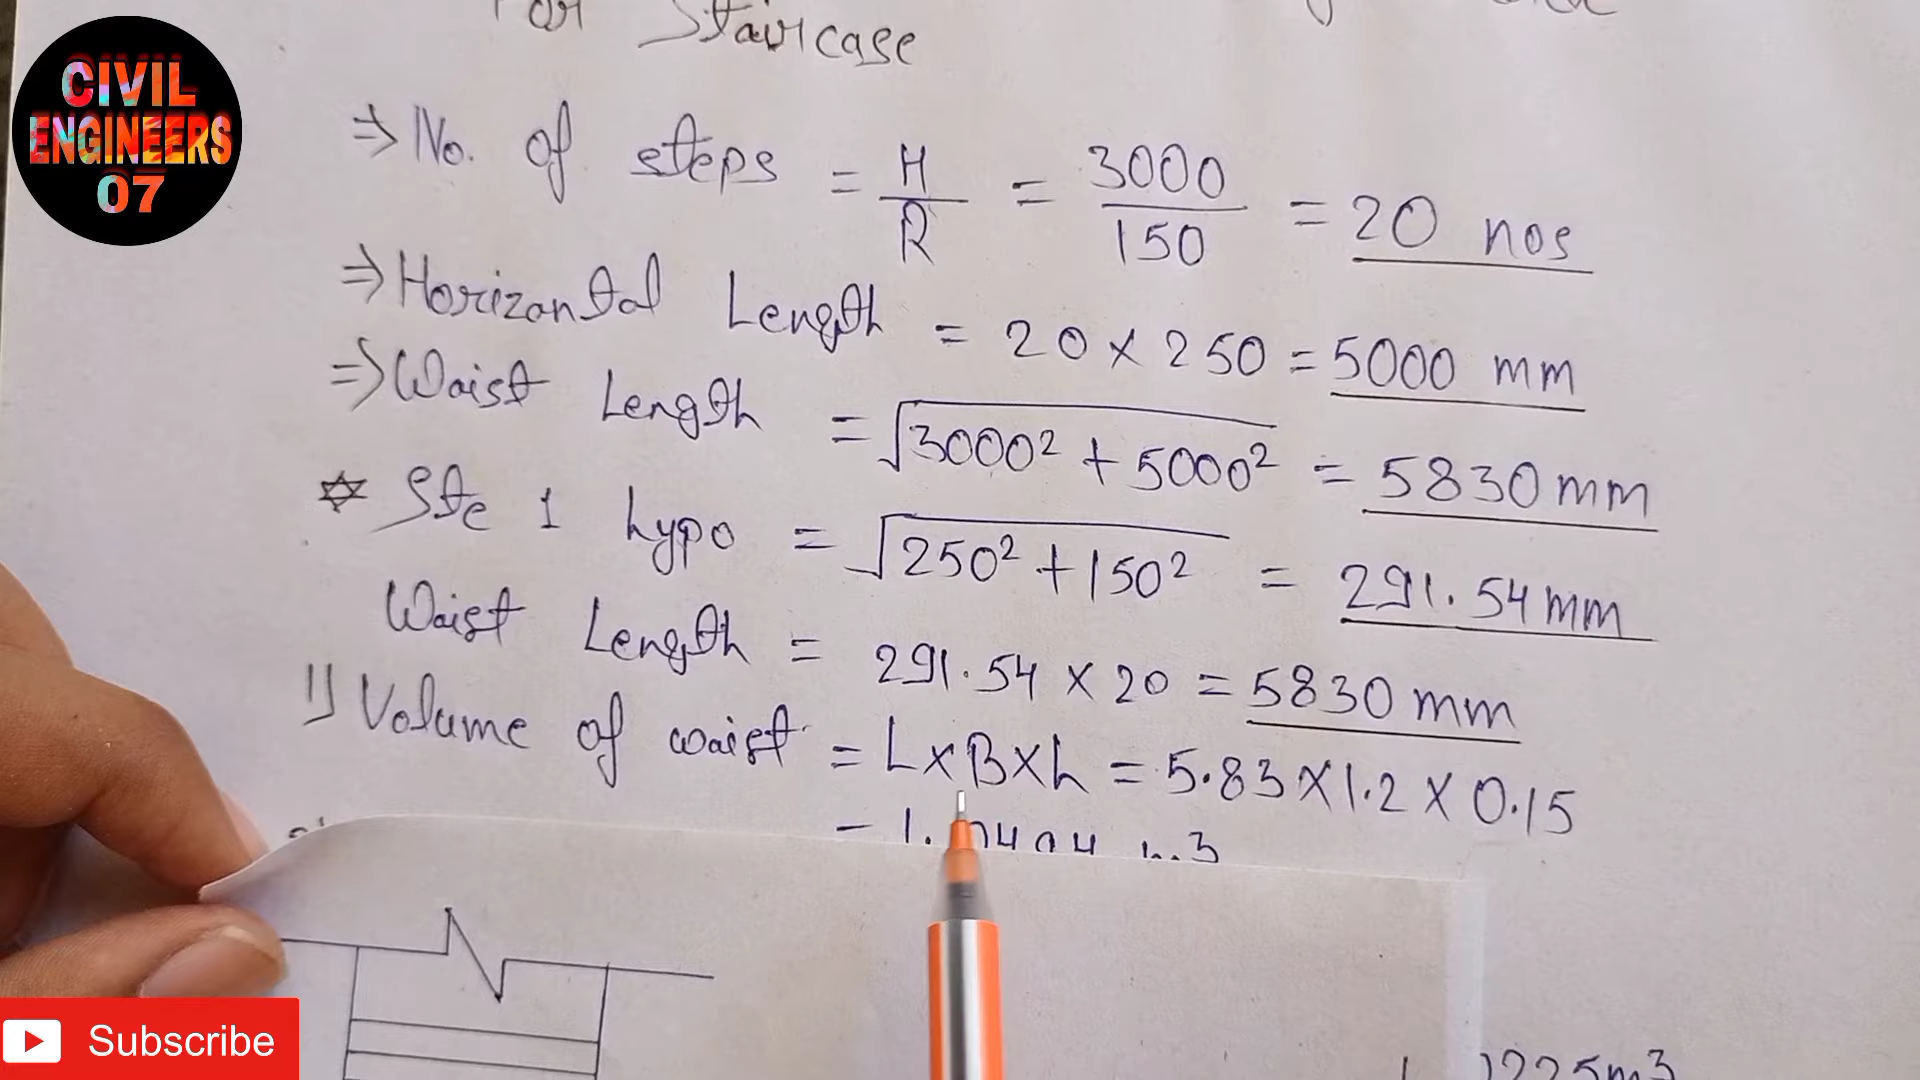 CIVIL
ENGINEERS
07
For Staircase
⇒ No. of steps = H/R = 3000/150 = 20 nos
⇒ Horizontal Length = 20 × 250 = 5000 mm
⇒ Waist Length = √3000² + 5000² = 5830 mm
✡ Ste 1 hypo = √250² + 150² = 291.54 mm
Waist Length = 291.54 × 20 = 5830 mm
1) Volume of waist = L×B×h = 5.83 × 1.2 × 0.15
Subscribe